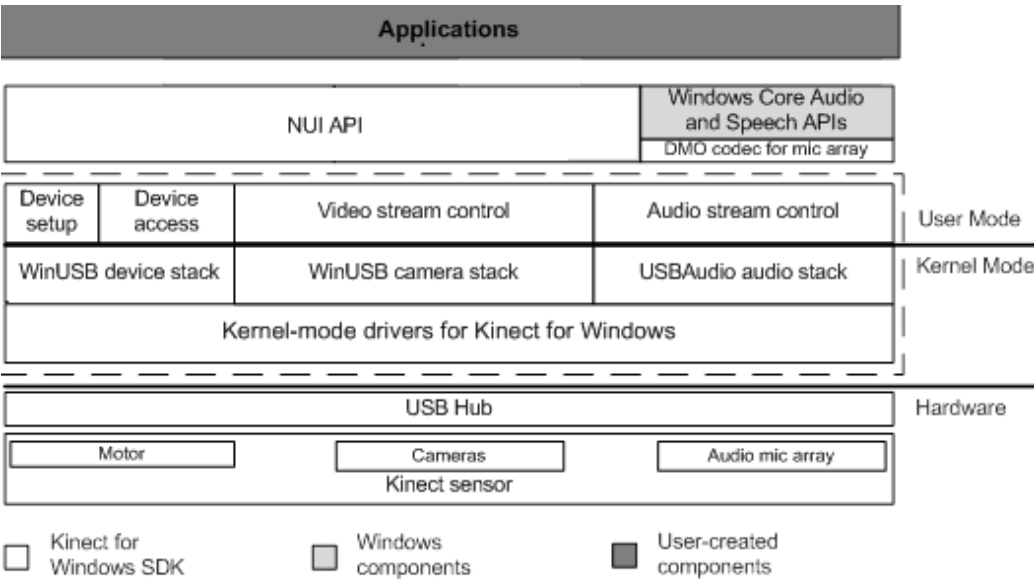 Applications
NUI API
Windows Core Audio
and Speech APIs
DMO codec for mic array
Device
setup
Device
access
Video stream control
Audio stream control
User Mode
WinUSB device stack
WinUSB camera stack
USBAudio audio stack
Kernel Mode
Kernel-mode drivers for Kinect for Windows
USB Hub
Hardware
Motor
Cameras
Audio mic array
Kinect sensor
Kinect for
Windows SDK
Windows
components
User-created
components